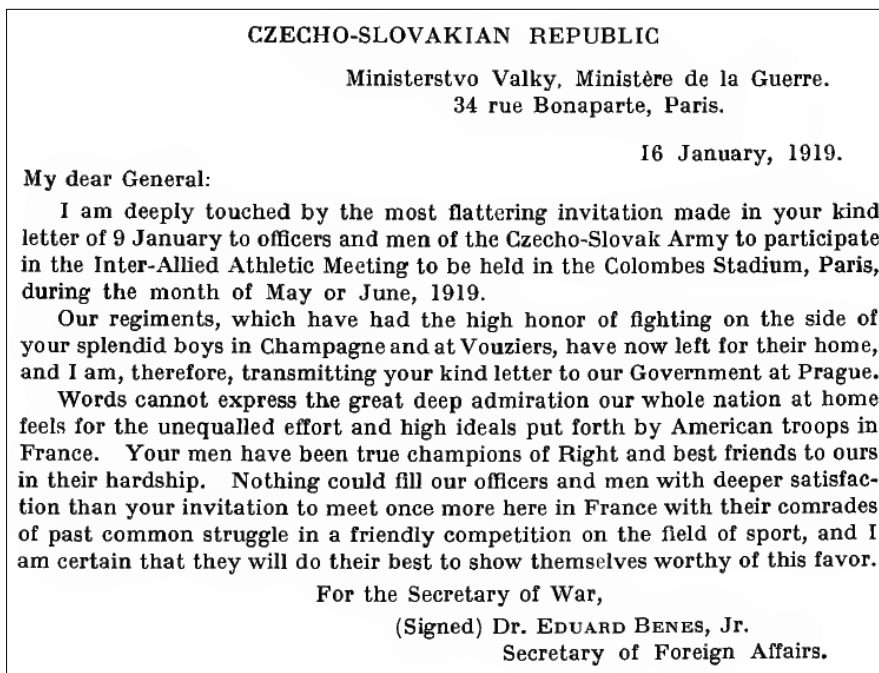 CZECHO-SLOVAKIAN REPUBLIC
Ministerstvo Valky, Ministère de la Guerre.
34 rue Bonaparte, Paris.
16 January, 1919.
My dear General:
I am deeply touched by the most flattering invitation made in your kind
letter of 9 January to officers and men of the Czecho-Slovak Army to participate
in the Inter-Allied Athletic Meeting to be held in the Colombes Stadium, Paris,
during the month of May or June, 1919.
Our regiments, which have had the high honor of fighting on the side of
your splendid boys in Champagne and at Vouziers, have now left for their home,
and I am, therefore, transmitting your kind letter to our Government at Prague.
Words cannot express the great deep admiration our whole nation at home
feels for the unequalled effort and high ideals put forth by American troops in
France. Your men have been true champions of Right and best friends to ours
in their hardship. Nothing could fill our officers and men with deeper satisfac-
tion than your invitation to meet once more here in France with their comrades
of past common struggle in a friendly competition on the field of sport, and I
am certain that they will do their best to show themselves worthy of this favor.
For the Secretary of War,
(Signed) Dr. EDUARD BENES, Jr.
Secretary of Foreign Affairs.